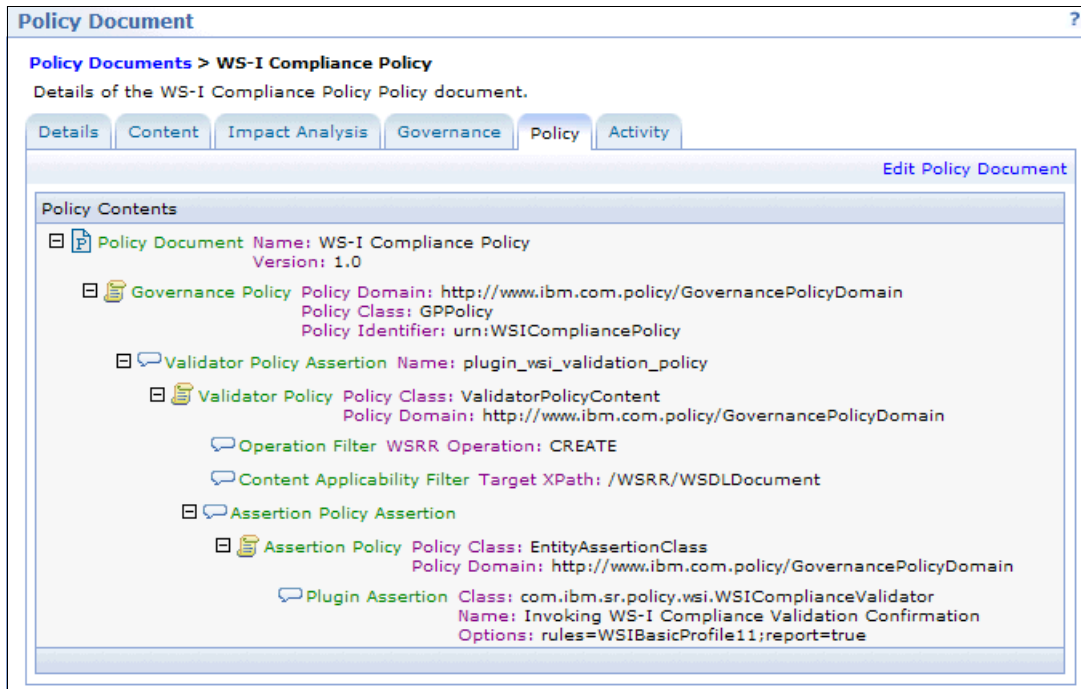 Policy Document ?
Policy Documents > WS-I Compliance Policy
Details of the WS-I Compliance Policy Policy document.
Details Content Impact Analysis Governance Policy Activity
Edit Policy Document
Policy Contents
P Policy Document Name: WS-I Compliance Policy
Version: 1.0
Governance Policy Policy Domain: http://www.ibm.com.policy/GovernancePolicyDomain
Policy Class: GPPolicy
Policy Identifier: urn:WSICompliancePolicy
Validator Policy Assertion Name: plugin_wsi_validation_policy
Validator Policy Policy Class: ValidatorPolicyContent
Policy Domain: http://www.ibm.com.policy/GovernancePolicyDomain
Operation Filter WSRR Operation: CREATE
Content Applicability Filter Target XPath: /WSRR/WSDLDocument
Assertion Policy Assertion
Assertion Policy Policy Class: EntityAssertionClass
Policy Domain: http://www.ibm.com.policy/GovernancePolicyDomain
Plugin Assertion Class: com.ibm.sr.policy.wsi.WSIComplianceValidator
Name: Invoking WS-I Compliance Validation Confirmation
Options: rules=WSIBasicProfile11;report=true